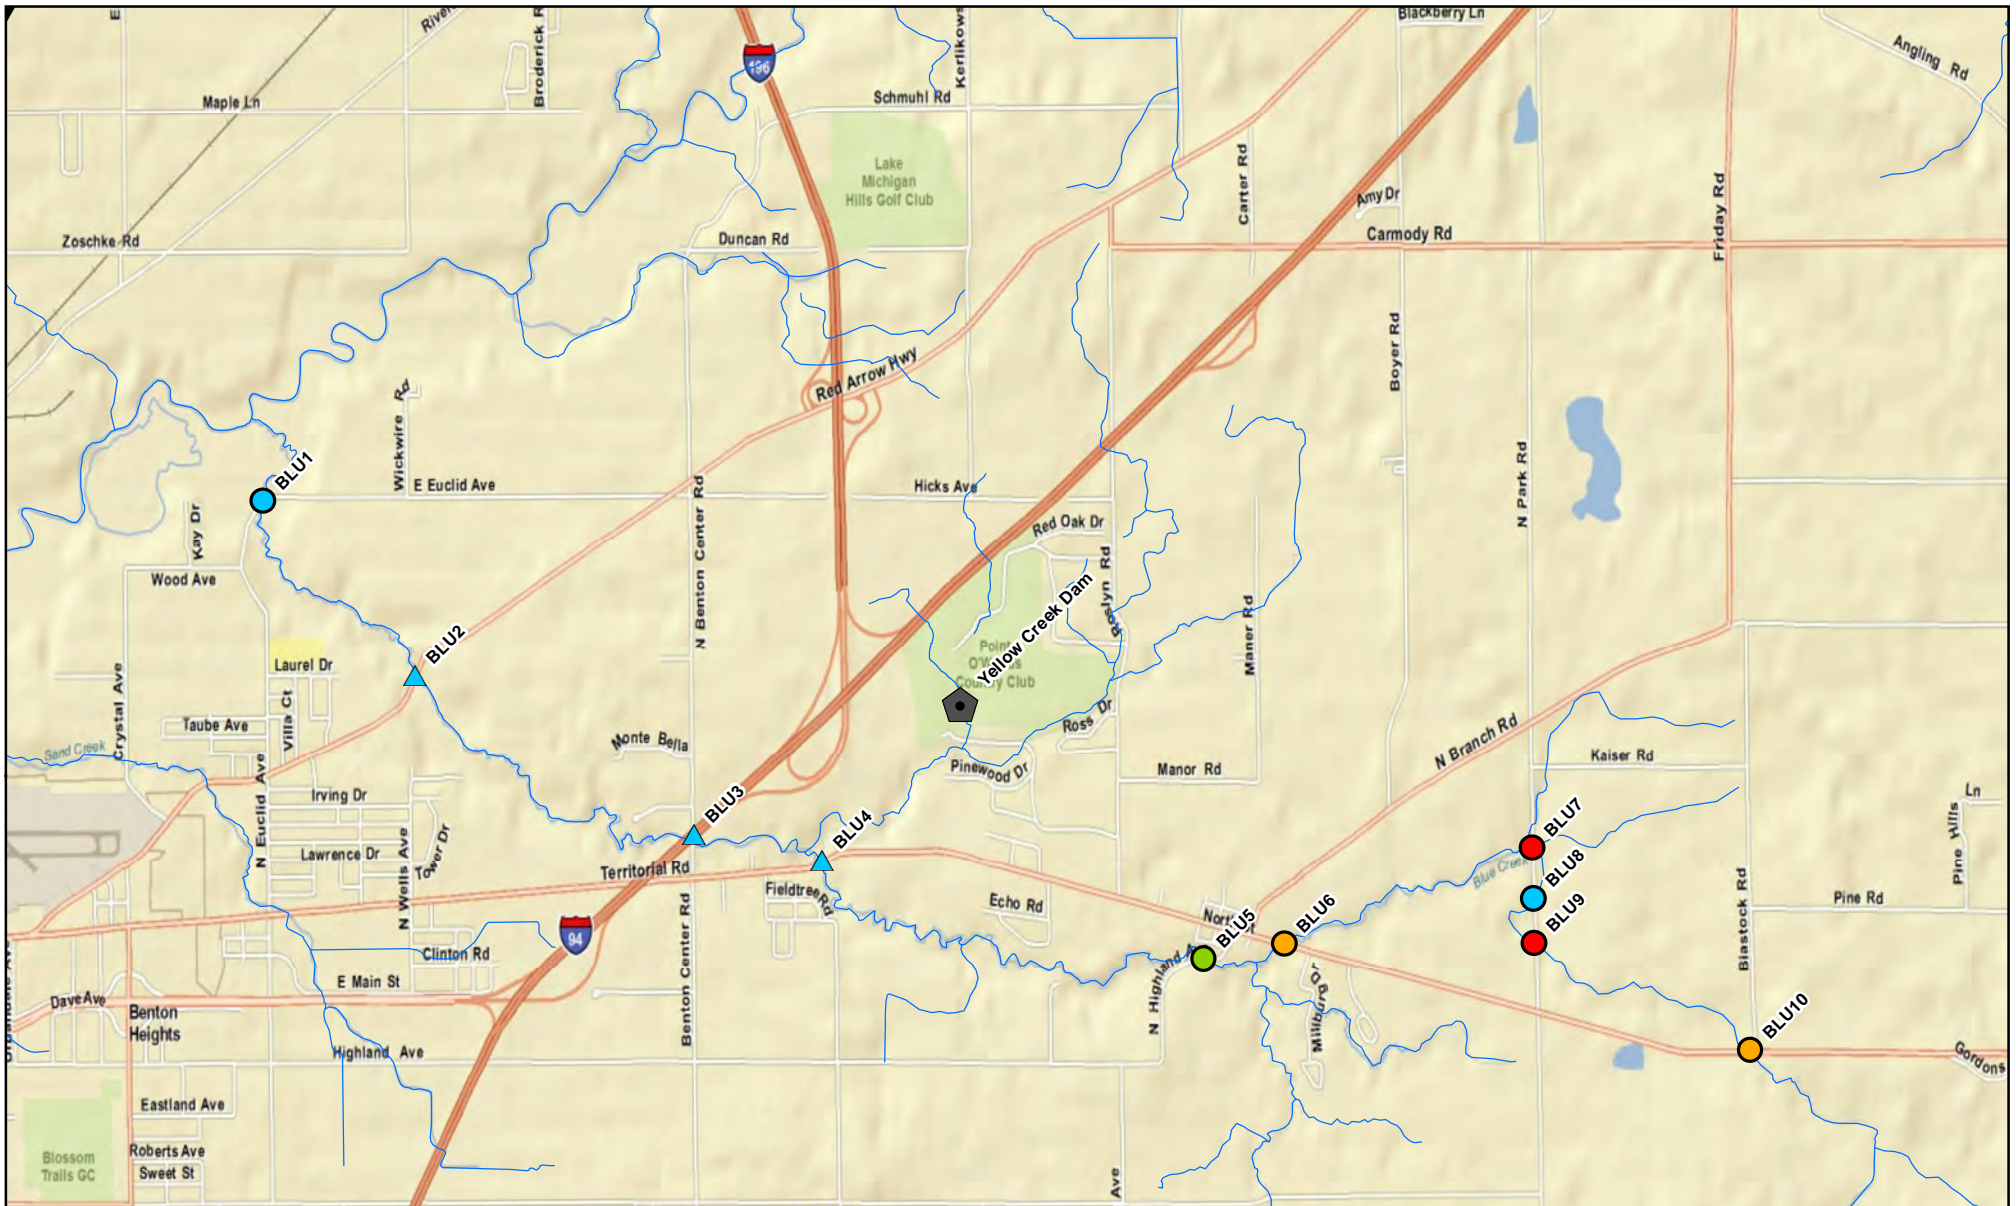 Blackberry Ln
Angling Rd
Broderick R
Kerlikows
196
Maple Ln
Schmuhl Rd
Lake
Michigan
Hills Golf Club
Carter Rd
Amy Dr
Friday Rd
Zoschke Rd
Duncan Rd
Carmody Rd
Boyer Rd
Red Arrow Hwy
Wickwire Rd
BLU1
E Euclid Ave
Hicks Ave
N Park Rd
Kay Dr
N Benton Center Rd
Red Oak Dr
Roslyn Rd
Wood Ave
Yellow Creek Dam
Maner Rd
BLU2
Laurel Dr
Country Club
Crystal Ave
Villa Ct
Taube Ave
Ross Dr
Monte Bella
Sand Creek
N Branch Rd
Kaiser Rd
Pinewood Dr
Manor Rd
N Euclid Ave
Irving Dr
BLU3
BLU4
BLU7
Pine Hills Ln
Lawrence Dr
N Wells Ave
Tower Dr
Territorial Rd
Blue Creek
BLU8
Fieldtree Rd
Echo Rd
BLU5
BLU6
BLU9
Blastock Rd
Pine Rd
94
Clinton Rd
Benton Center Rd
N Highland A
Millburg Dr
E Main St
Dave Ave
Benton
Heights
BLU10
Highland Ave
Gordons
Eastland Ave
Blossom
Trails GC
Roberts Ave
Sweet St
Ave